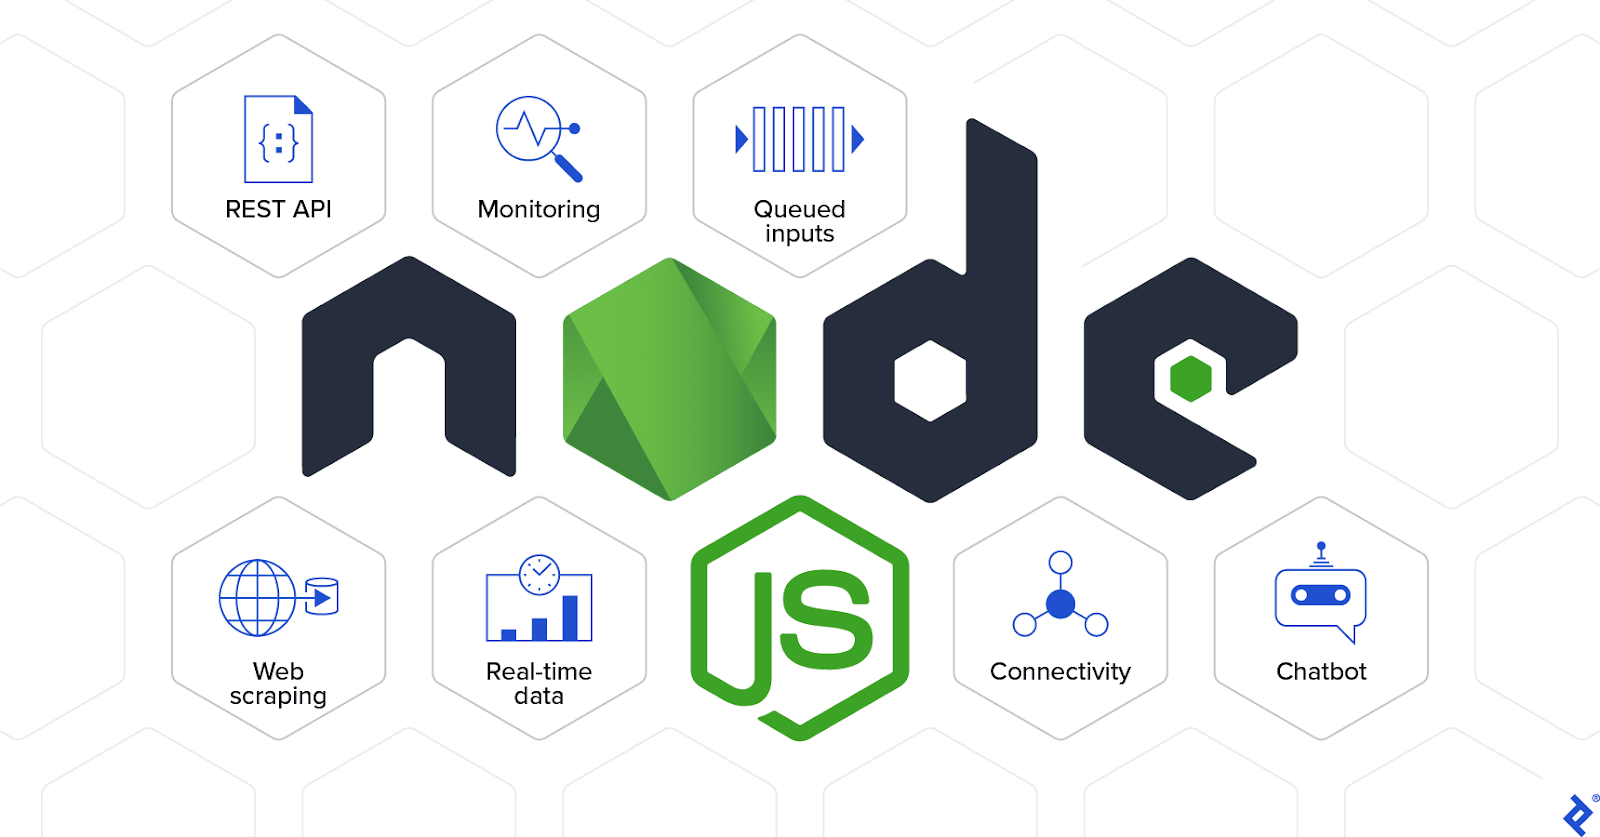 REST API
Monitoring
Queued
inputs
node
JS
Web
scraping
Real-time
data
Connectivity
Chatbot
®